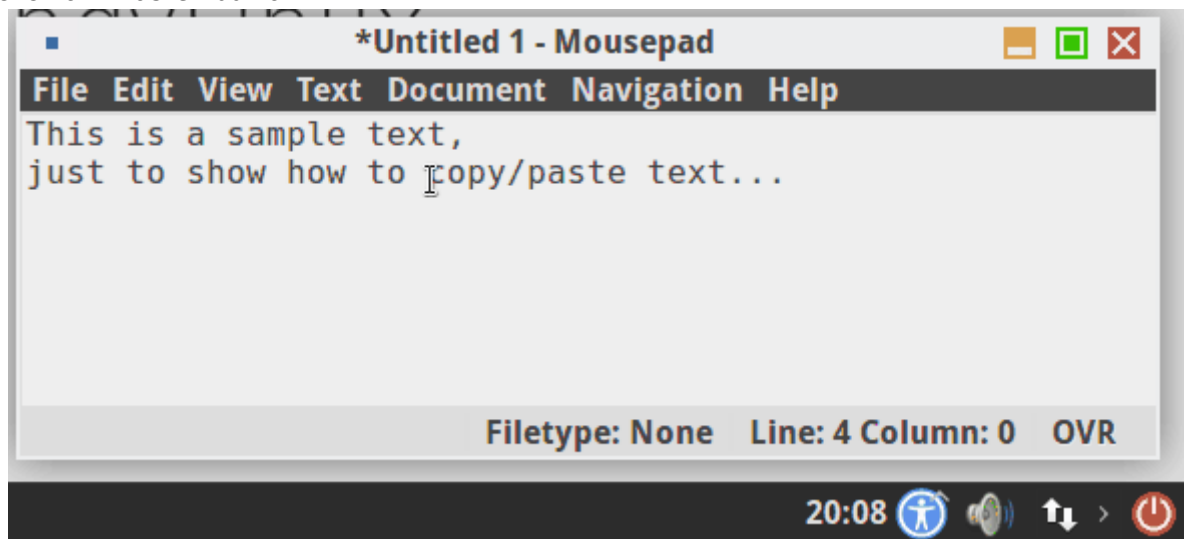 *Untitled 1 - Mousepad
File Edit View Text Document Navigation Help
This is a sample text,
just to show how to copy/paste text...
Filetype: None Line: 4 Column: 0 OVR
20:08